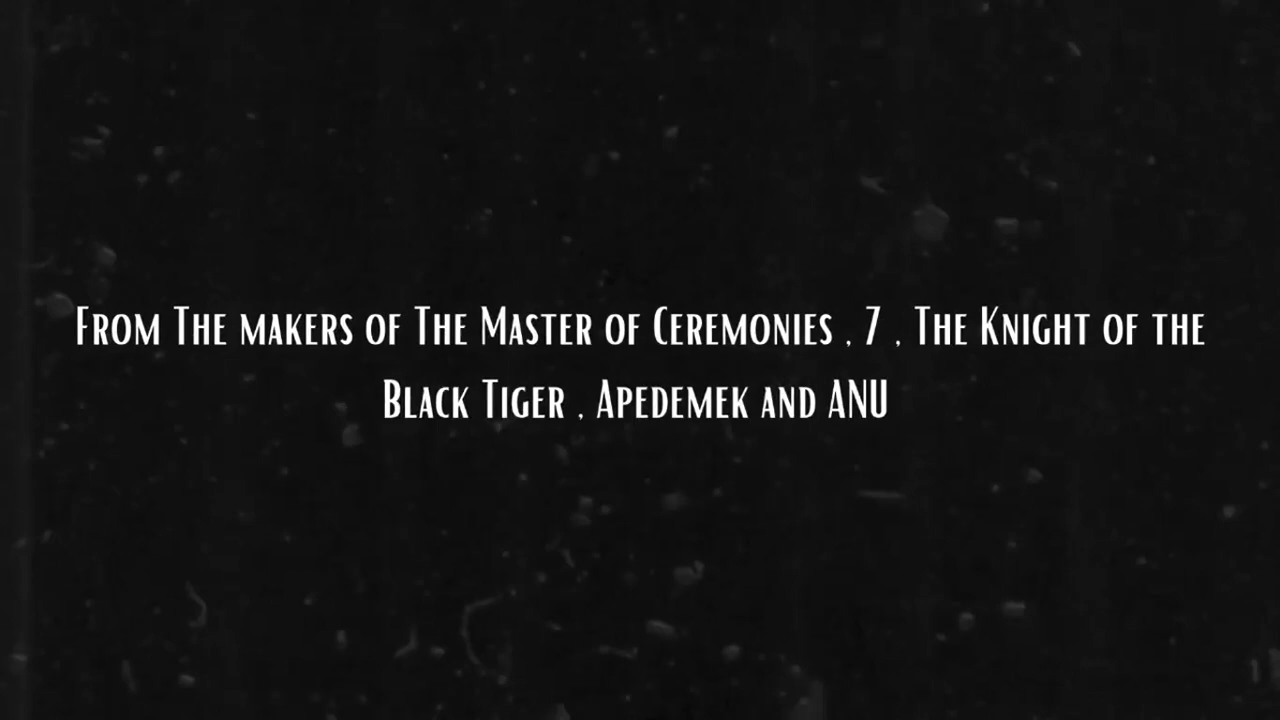 From The makers of The Master of Ceremonies , 7 , The Knight of the
Black Tiger , Apedemek and ANU